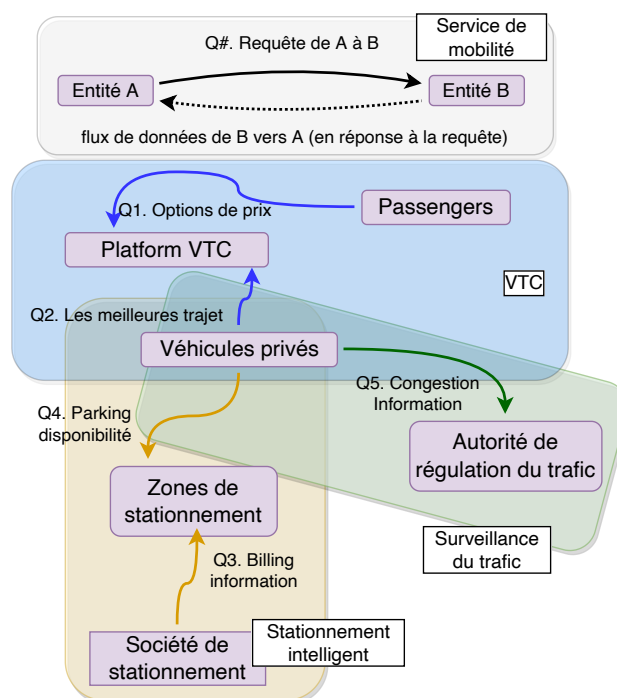 Service de
mobilité
Q#. Requête de A à B
Entité A
Entité B
flux de données de B vers A (en réponse à la requête)
Q1. Options de prix
Passengers
Platform VTC
VTC
Q2. Les meilleures trajet
Véhicules privés
Q5. Congestion
Information
Q4. Parking
disponibilité
Autorité de
régulation du trafic
Zones de
stationnement
Surveillance
du trafic
Q3. Billing
information
Société de
stationnement
Stationnement
intelligent